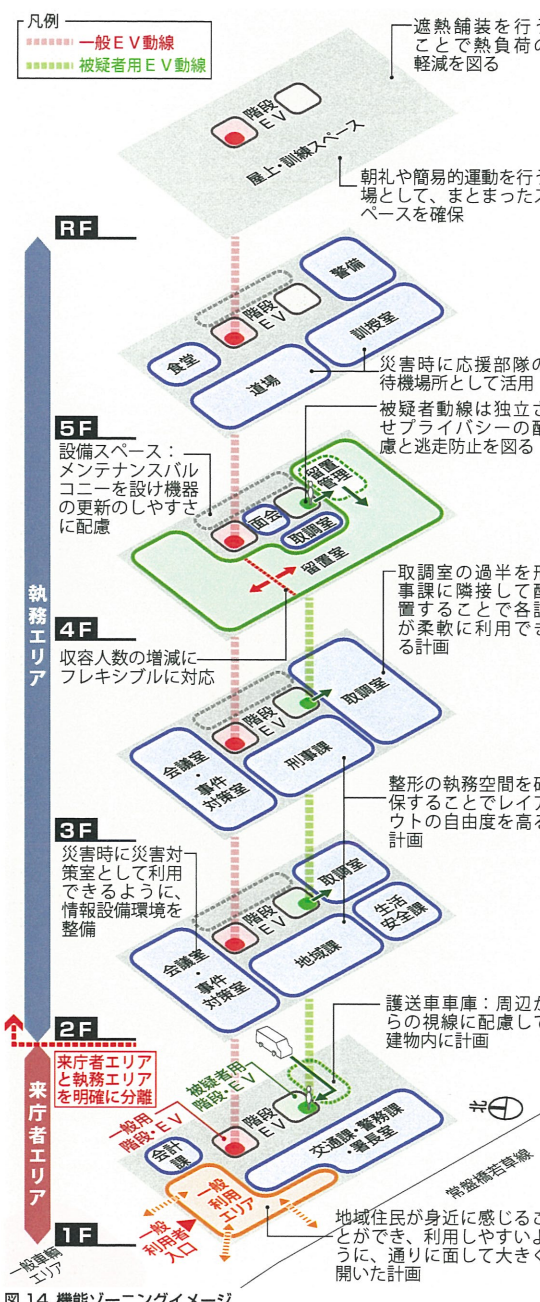 凡例
一般EV動線
被疑者用EV動線
遮熱舗装を行う
ことで熱負荷の
軽減を図る
階段
EV
屋上・訓練スペース
朝礼や簡易的運動を行う
場として、まとまったス
ペースを確保
RF
警備
階段
EV
訓授室
食堂
道場
災害時に応援部隊の
待機場所として活用
5F
被疑者動線は独立さ
せプライバシーの配
慮と逃走防止を図る
設備スペース：
メンテナンスバル
コニーを設け機器
の更新のしやすさ
に配慮
留置
管理
階段
EV
面会
取調室
留置室
執務エリア
4F
収容人数の増減に
フレキシブルに対応
取調室の過半を刑
事課に隣接して配
置することで各課
が柔軟に利用でき
る計画
階段
EV
取調室
会議室
・
事件
対策室
刑事課
整形の執務空間を確
保することでレイア
ウトの自由度を高る
計画
3F
災害時に災害対
策室として利用
できるように、
情報設備環境を
整備
取調室
階段
EV
生活
安全課
会議室
・
事件
対策室
地域課
2F
護送車車庫：周辺か
らの視線に配慮して
建物内に計画
来庁者エリア
と執務エリア
を明確に分離
被疑者用
階段・EV
一般用
階段・EV
階段
EV
北
会計
課
交通課・警務課
・署長室
来庁者エリア
一般
利用
エリア
常盤橋若草線
一般
利用者
入口
1F
一般車輌
エリア
地域住民が身近に感じるこ
とができ、利用しやすいよ
うに、通りに面して大きく
開いた計画
図14 機能ゾーニングイメージ